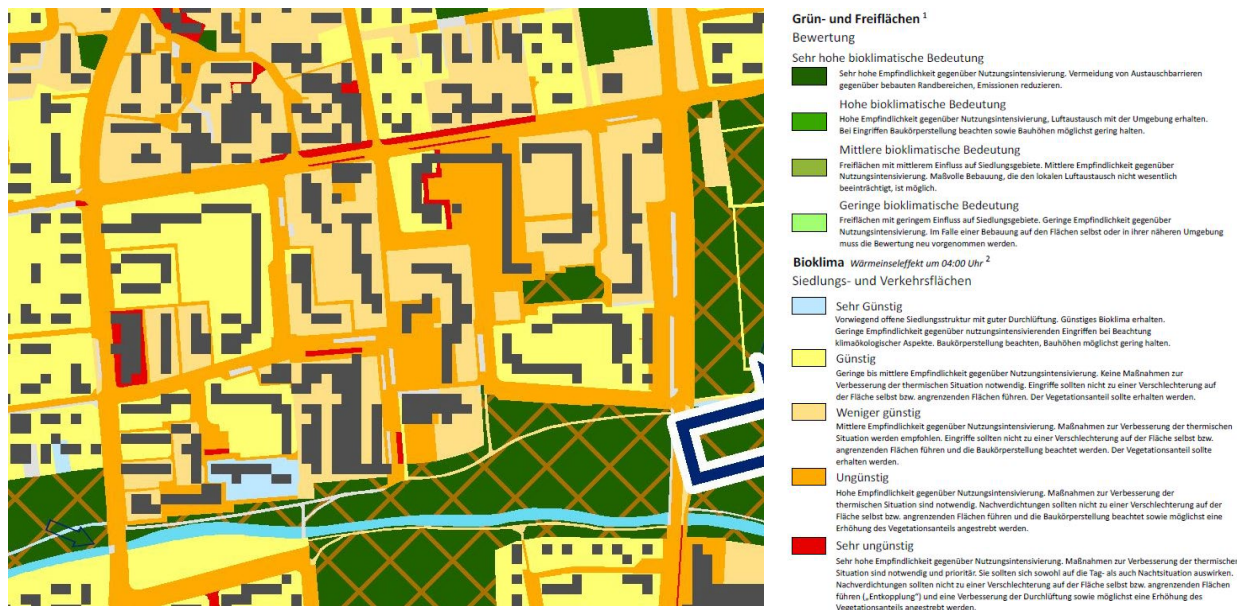 Grün- und Freiflächen 1
Bewertung
Sehr hohe bioklimatische Bedeutung
Sehr hohe Empfindlichkeit gegenüber Nutzungsintensivierung. Vermeidung von Austauschbarrieren
gegenüber bebauten Randbereichen, Emissionen reduzieren.
Hohe bioklimatische Bedeutung
Hohe Empfindlichkeit gegenüber Nutzungsintensivierung, Luftaustausch mit der Umgebung erhalten.
Bei Eingriffen Baukörperstellung beachten sowie Bauhöhen möglichst gering halten.
Mittlere bioklimatische Bedeutung
Freiflächen mit mittlerem Einfluss auf Siedlungsgebiete. Mittlere Empfindlichkeit gegenüber
Nutzungsintensivierung. Maßvolle Bebauung, die den lokalen Luftaustausch nicht wesentlich
beeinträchtigt, ist möglich.
Geringe bioklimatische Bedeutung
Freiflächen mit geringem Einfluss auf Siedlungsgebiete. Geringe Empfindlichkeit gegenüber
Nutzungsintensivierung. Im Falle einer Bebauung auf den Flächen selbst oder in ihrer näheren Umgebung
muss die Bewertung neu vorgenommen werden.
Bioklima Wärmeinseleffekt um 04:00 Uhr 2
Siedlungs- und Verkehrsflächen
Sehr Günstig
Vorwiegend offene Siedlungsstruktur mit guter Durchlüftung. Günstiges Bioklima erhalten.
Geringe Empfindlichkeit gegenüber nutzungsintensivierenden Eingriffen bei Beachtung
klimaökologischer Aspekte. Baukörperstellung beachten, Bauhöhen möglichst gering halten.
Günstig
Geringe bis mittlere Empfindlichkeit gegenüber Nutzungsintensivierung. Keine Maßnahmen zur
Verbesserung der thermischen Situation notwendig. Eingriffe sollten nicht zu einer Verschlechterung auf
der Fläche selbst bzw. angrenzenden Flächen führen. Der Vegetationsanteil sollte erhalten werden.
Weniger günstig
Mittlere Empfindlichkeit gegenüber Nutzungsintensivierung. Maßnahmen zur Verbesserung der thermischen
Situation werden empfohlen. Eingriffe sollten nicht zu einer Verschlechterung auf der Fläche selbst bzw.
angrenzenden Flächen führen und die Baukörperstellung beachtet werden. Der Vegetationsanteil sollte
erhalten werden.
Ungünstig
Hohe Empfindlichkeit gegenüber Nutzungsintensivierung. Maßnahmen zur Verbesserung der
thermischen Situation sind notwendig. Nachverdichtungen sollten nicht zu einer Verschlechterung auf der
Fläche selbst bzw. angrenzenden Flächen führen und die Baukörperstellung beachtet sowie möglichst eine
Erhöhung des Vegetationsanteils angestrebt werden.
Sehr ungünstig
Sehr hohe Empfindlichkeit gegenüber Nutzungsintensivierung. Maßnahmen zur Verbesserung der thermischen
Situation sind notwendig und prioritär. Sie sollten sich sowohl auf die Tag- als auch Nachtsituation auswirken.
Nachverdichtungen sollten nicht zu einer Verschlechterung auf der Fläche selbst bzw. angrenzenden Flächen
führen („Entkopplung") und eine Verbesserung der Durchlüftung sowie möglichst eine Erhöhung des
Vegetationsanteils angestrebt werden.